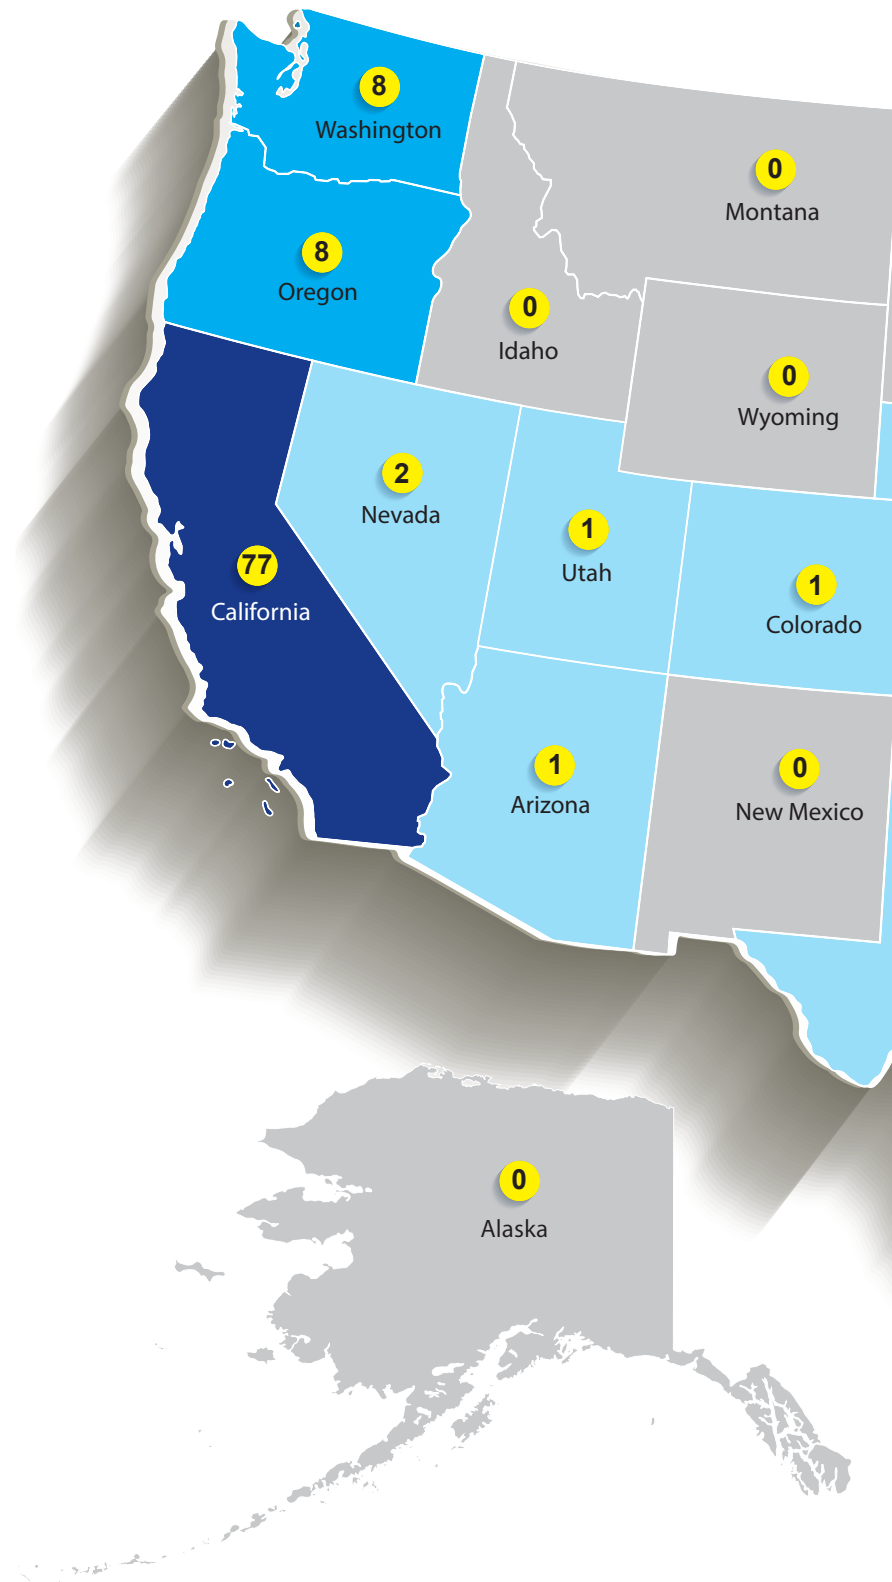 8
Washington
0
Montana
8
Oregon
0
Idaho
0
Wyoming
2
Nevada
1
Utah
77
California
1
Colorado
1
Arizona
0
New Mexico
0
Alaska